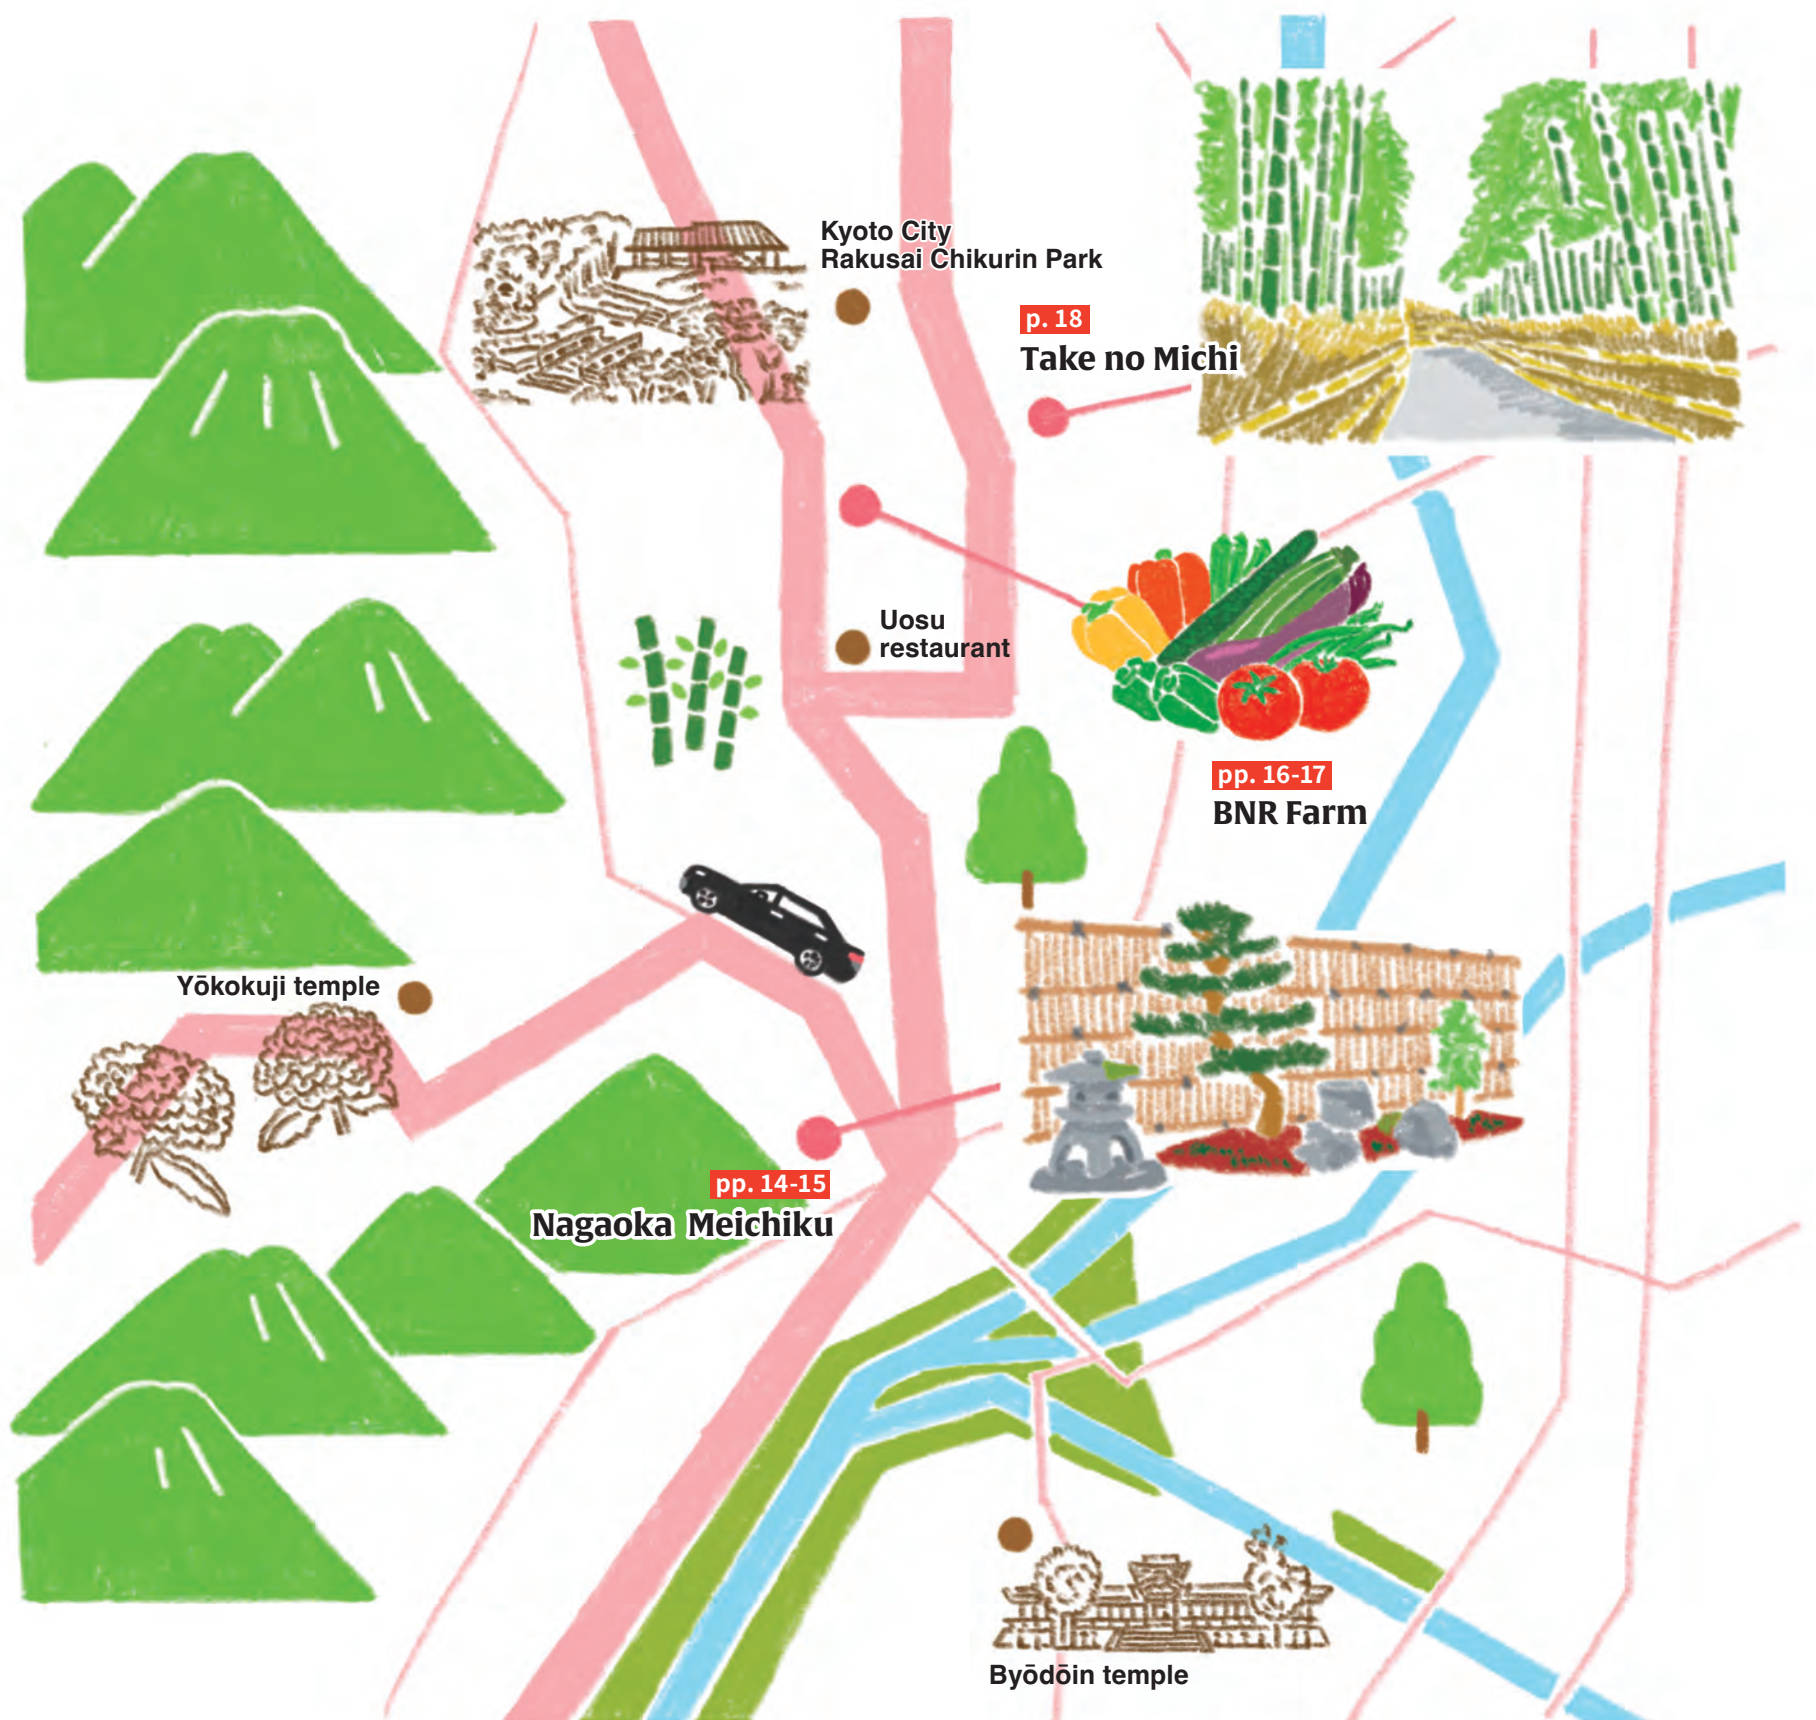 Kyoto City
Rakusai Chikurin Park
p. 18
Take no Michi
Uosu
restaurant
pp. 16-17
BNR Farm
Yōkokuji temple
pp. 14-15
Nagaoka Meichiku
Byōdōin temple